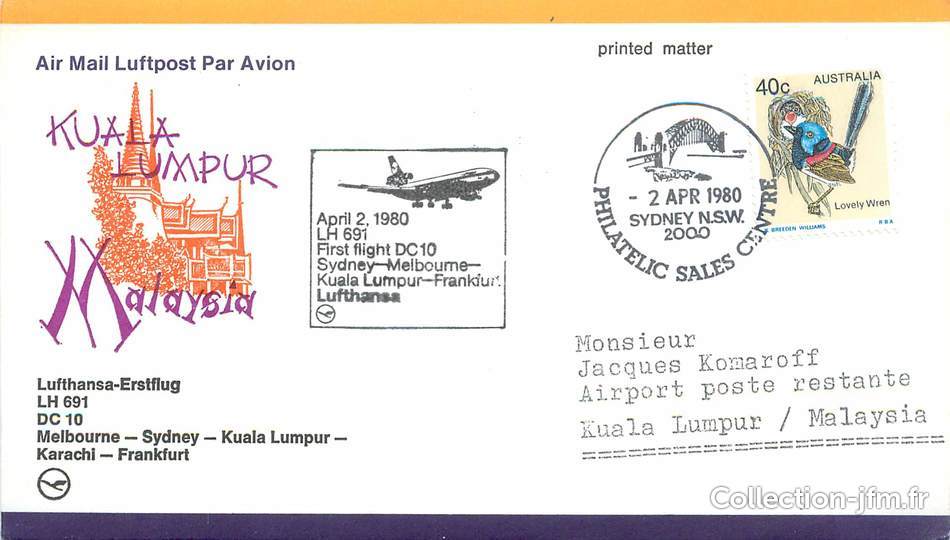 Air Mail Luftpost Par Avion
printed matter
KUALA
LUMPUR
Malaysia
April 2, 1980
LH 691
First flight DC10
Sydney—Melbourne—
Kuala Lumpur—Frankfurt
Lufthansa
- 2 APR 1980
SYDNEY N.S.W.
2000
PHILATELIC SALES CENTRE
40c AUSTRALIA
Lovely Wren
B BREEDEN WILLIAMS RBA
Monsieur
Jacques Komaroff
Airport poste restante
Kuala Lumpur / Malaysia
Lufthansa-Erstflug
LH 691
DC 10
Melbourne — Sydney — Kuala Lumpur —
Karachi — Frankfurt
Collection-jfm.fr